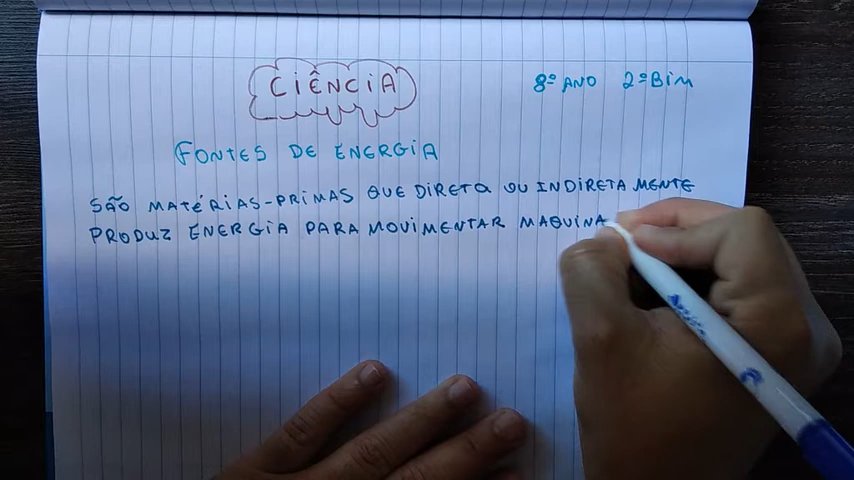 CIÊNCIA
8º ANO 2º BIM
FONTES DE ENERGIA
SÃO MATÉRIAS-PRIMAS QUE DIRETA OU INDIRETAMENTE
PRODUZ ENERGIA PARA MOVIMENTAR MAQUINA